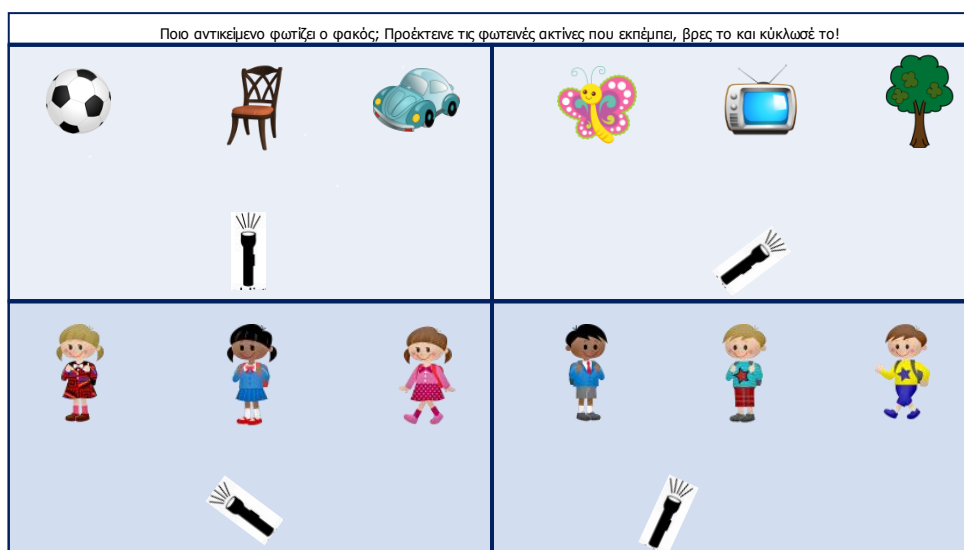 Ποιο αντικείμενο φωτίζει ο φακός; Προέκτεινε τις φωτεινές ακτίνες που εκπέμπει, βρες το και κύκλωσέ το!